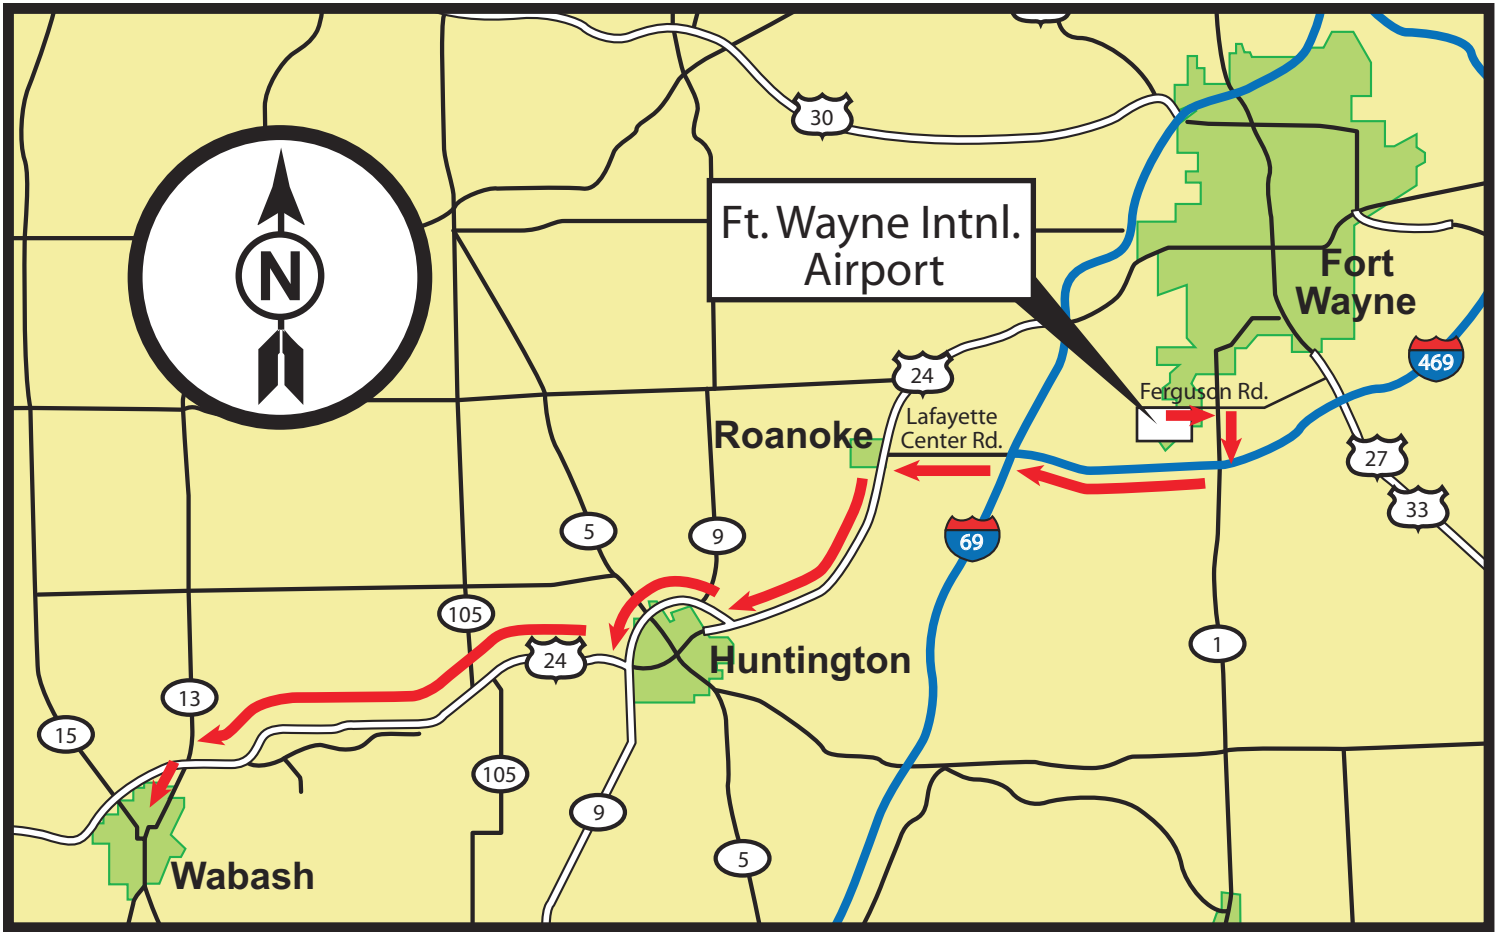 30
Ft. Wayne Intnl.
Airport
N
Fort
Wayne
469
24
Ferguson Rd.
Lafayette
Center Rd.
Roanoke
27
33
5
9
69
105
1
24
Huntington
13
15
105
9
5
Wabash